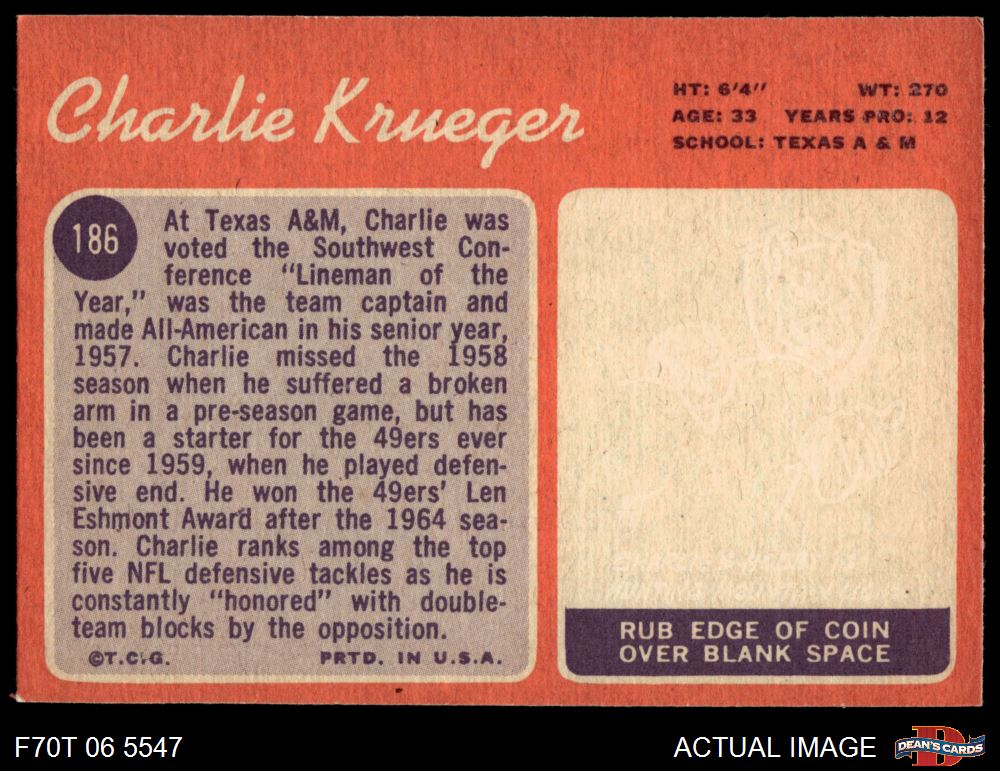 Charlie Krueger
HT: 6'4" WT: 270
AGE: 33 YEARS PRO: 12
SCHOOL: TEXAS A & M
186
At Texas A&M, Charlie was
voted the Southwest Con-
ference "Lineman of the
Year," was the team captain and
made All-American in his senior year,
1957. Charlie missed the 1958
season when he suffered a broken
arm in a pre-season game, but has
been a starter for the 49ers ever
since 1959, when he played defen-
sive end. He won the 49ers' Len
Eshmont Award after the 1964 sea-
son. Charlie ranks among the top
five NFL defensive tackles as he is
constantly "honored" with double-
team blocks by the opposition.
©T.C.G. PRTD. IN U.S.A.
RUB EDGE OF COIN
OVER BLANK SPACE
F70T 06 5547
ACTUAL IMAGE
D
DEAN'S CARDS